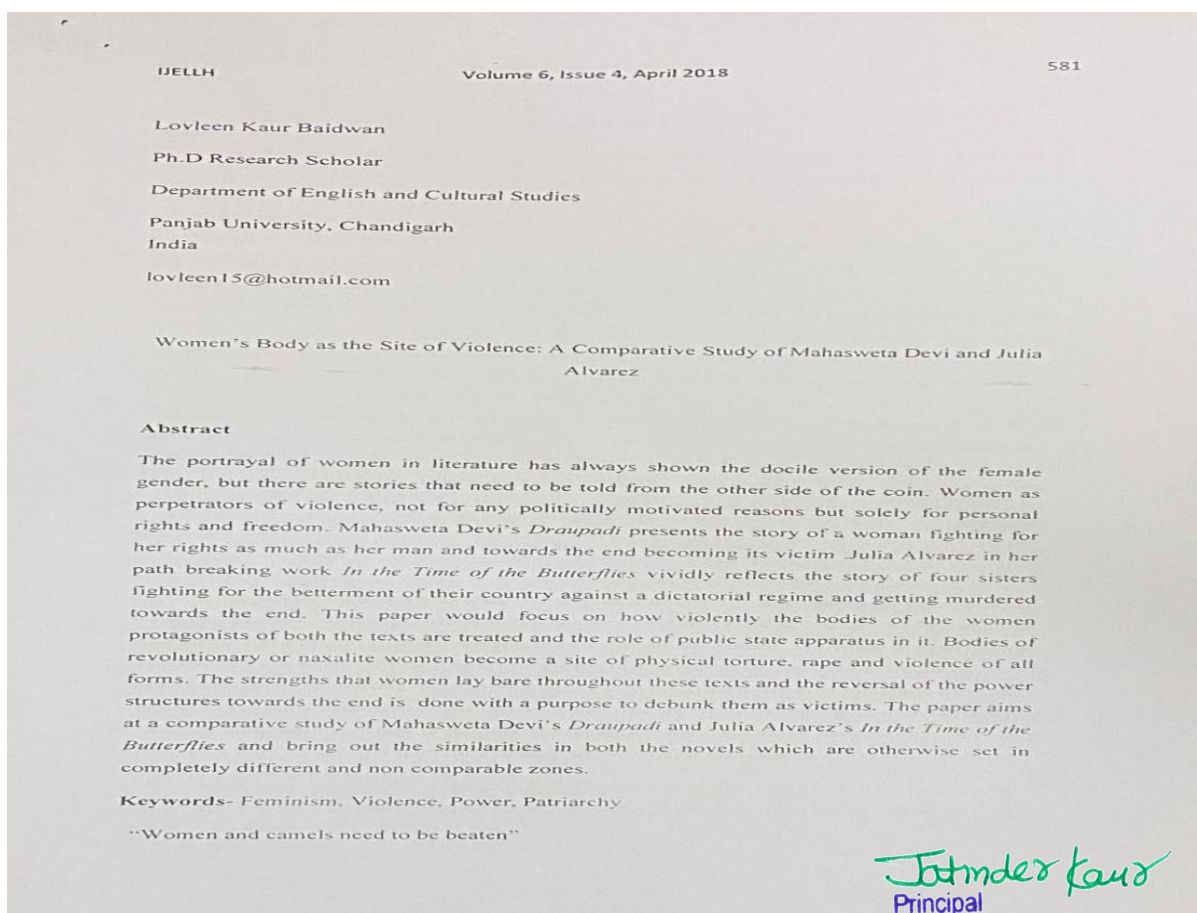 IJELLH Volume 6, Issue 4, April 2018 581
Lovleen Kaur Baidwan
Ph.D Research Scholar
Department of English and Cultural Studies
Panjab University, Chandigarh
India
lovleen15@hotmail.com
Women's Body as the Site of Violence: A Comparative Study of Mahasweta Devi and Julia
Alvarez
Abstract
The portrayal of women in literature has always shown the docile version of the female
gender, but there are stories that need to be told from the other side of the coin. Women as
perpetrators of violence, not for any politically motivated reasons but solely for personal
rights and freedom. Mahasweta Devi's Draupadi presents the story of a woman fighting for
her rights as much as her man and towards the end becoming its victim Julia Alvarez in her
path breaking work In the Time of the Butterflies vividly reflects the story of four sisters
fighting for the betterment of their country against a dictatorial regime and getting murdered
towards the end. This paper would focus on how violently the bodies of the women
protagonists of both the texts are treated and the role of public state apparatus in it. Bodies of
revolutionary or naxalite women become a site of physical torture, rape and violence of all
forms. The strengths that women lay bare throughout these texts and the reversal of the power
structures towards the end is done with a purpose to debunk them as victims. The paper aims
at a comparative study of Mahasweta Devi's Draupadi and Julia Alvarez's In the Time of the
Butterflies and bring out the similarities in both the novels which are otherwise set in
completely different and non comparable zones.
Keywords- Feminism, Violence, Power, Patriarchy
"Women and camels need to be beaten"
Jatinder Kaur
Principal